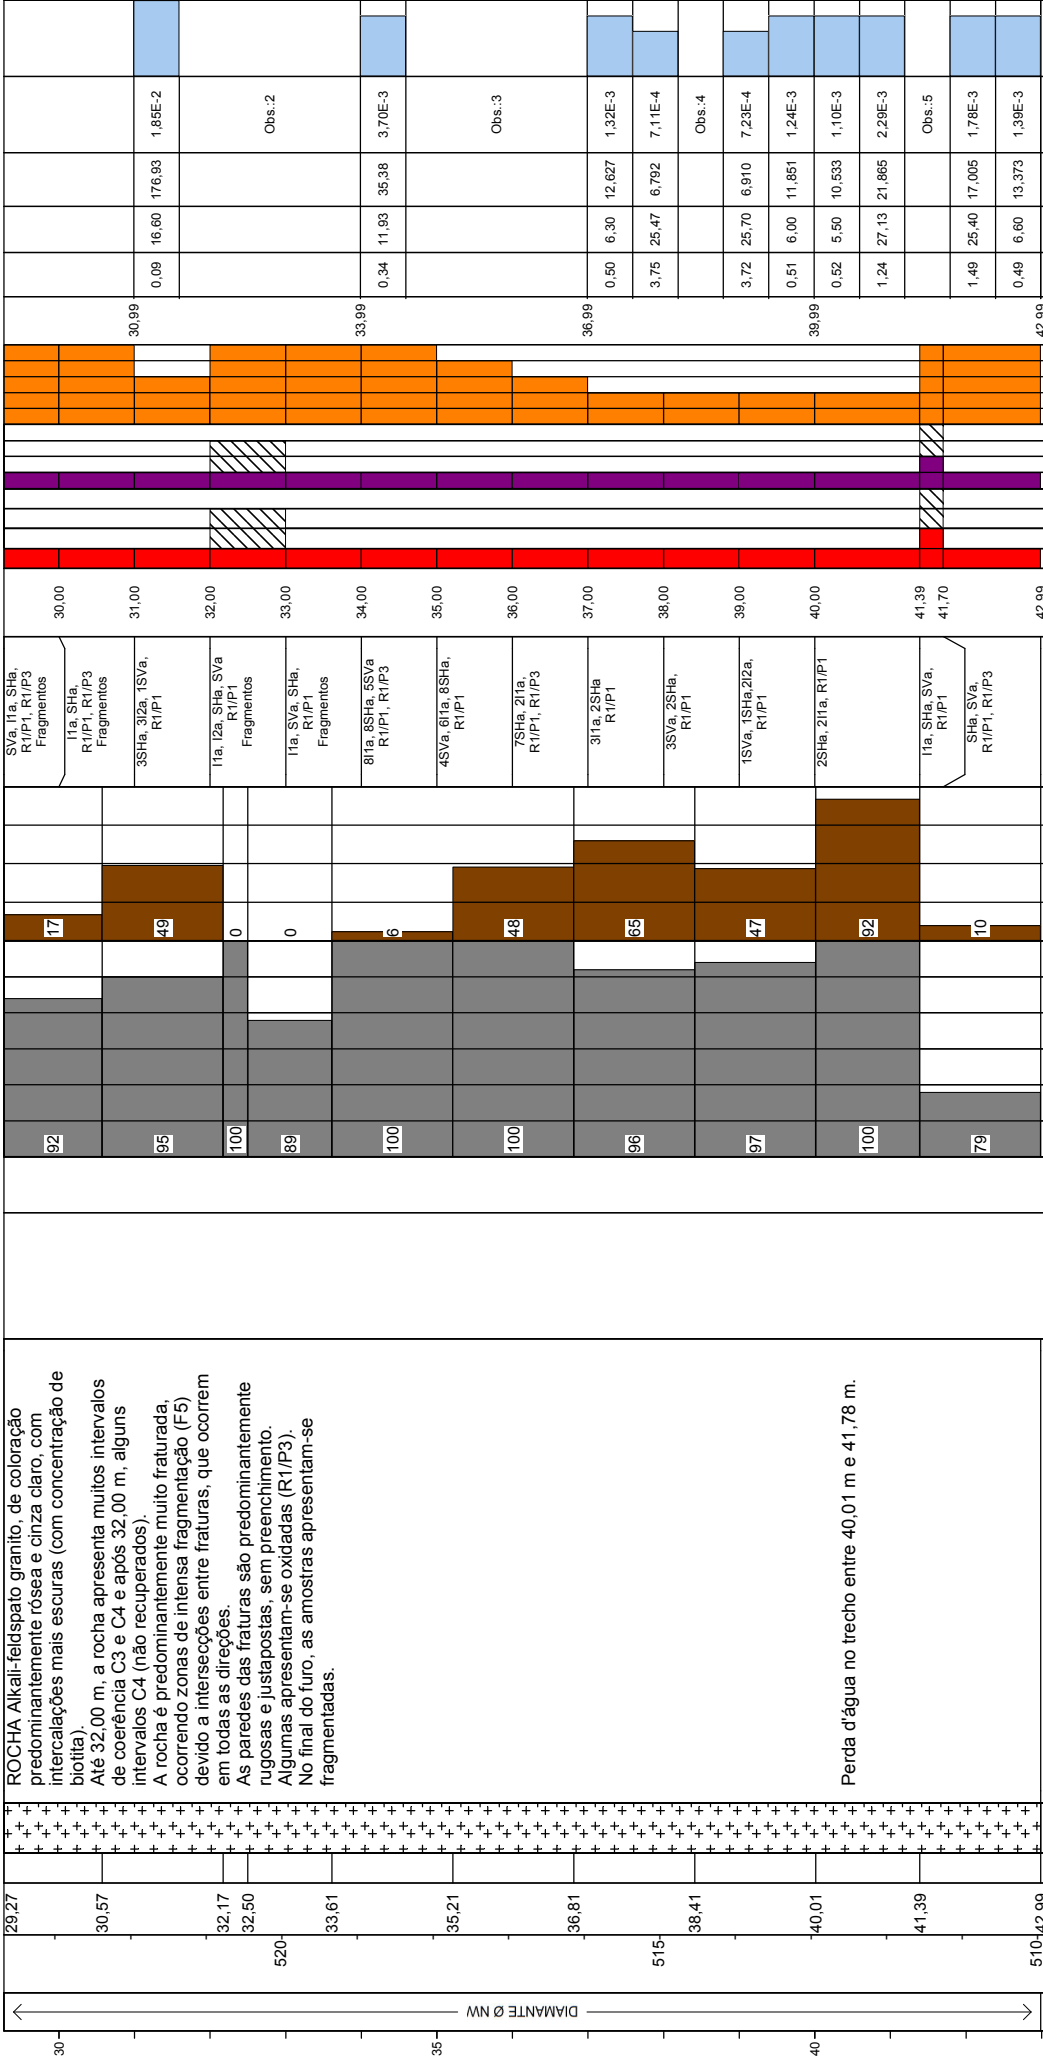 30
35
40
DIAMANTE Ø NW
520
515
510
29,27
30,57
32,17
32,50
33,61
35,21
36,81
38,41
40,01
41,39
42,99
ROCHA Alkali-feldspato granito, de coloração
predominantemente rósea e cinza claro, com
intercalações mais escuras (com concentração de
biotita).
Até 32,00 m, a rocha apresenta muitos intervalos
de coerência C3 e C4 e após 32,00 m, alguns
intervalos C4 (não recuperados).
A rocha é predominantemente muito fraturada,
ocorrendo zonas de intensa fragmentação (F5)
devido a intersecções entre fraturas, que ocorrem
em todas as direções.
As paredes das fraturas são predominantemente
rugosas e justapostas, sem preenchimento.
Algumas apresentam-se oxidadas (R1/P3).
No final do furo, as amostras apresentam-se
fragmentadas.
Perda d'água no trecho entre 40,01 m e 41,78 m.
92
95
100
89
100
100
96
97
100
79
17
49
0
0
6
48
65
47
92
10
SVa, I1a, SHa,
R1/P1, R1/P3
Fragmentos
I1a, SHa,
R1/P1, R1/P3
Fragmentos
3SHa, 3I2a, 1SVa,
R1/P1
I1a, I2a, SHa, SVa
R1/P1
Fragmentos
I1a, SVa, SHa,
R1/P1
Fragmentos
8I1a, 8SHa, 5SVa
R1/P1, R1/P3
4SVa, 6I1a, 8SHa,
R1/P1
7SHa, 2I1a,
R1/P1, R1/P3
3I1a, 2SHa
R1/P1
3SVa, 2SHa,
R1/P1
1SVa, 1SHa,2I2a,
R1/P1
2SHa, 2I1a, R1/P1
I1a, SHa, SVa,
R1/P1
SHa, SVa,
R1/P1, R1/P3
30,00
31,00
32,00
33,00
34,00
35,00
36,00
37,00
38,00
39,00
40,00
41,39
41,70
42,99
30,99
33,99
36,99
39,99
42,99
0,09 16,60 176,93 1,85E-2
Obs.:2
0,34 11,93 35,38 3,70E-3
Obs.:3
0,50 6,30 12,627 1,32E-3
3,75 25,47 6,792 7,11E-4
Obs.:4
3,72 25,70 6,910 7,23E-4
0,51 6,00 11,851 1,24E-3
0,52 5,50 10,533 1,10E-3
1,24 27,13 21,865 2,29E-3
Obs.:5
1,49 25,40 17,005 1,78E-3
0,49 6,60 13,373 1,39E-3